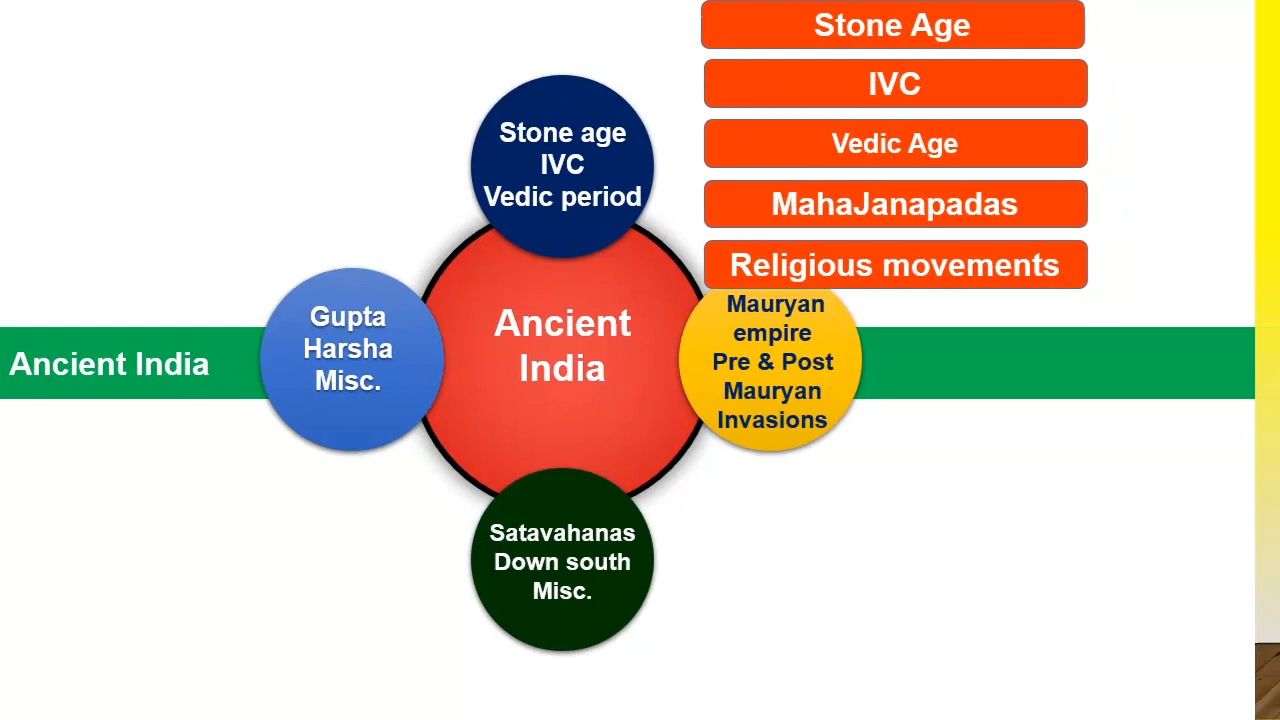 Stone Age
IVC
Vedic Age
MahaJanapadas
Religious movements
Stone age
IVC
Vedic period
Ancient India
Gupta
Harsha
Misc.
Ancient
India
Mauryan
empire
Pre & Post
Mauryan
Invasions
Satavahanas
Down south
Misc.